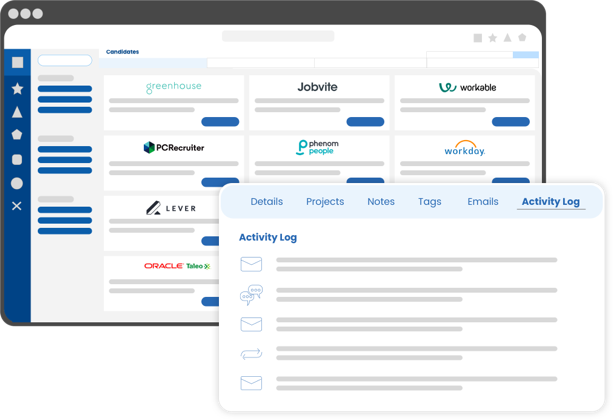 Candidates
greenhouse
Jobvite
workable
PCRecruiter
phenom
people
workday.
LEVER
ORACLE Taleo
Details Projects Notes Tags Emails Activity Log
Activity Log